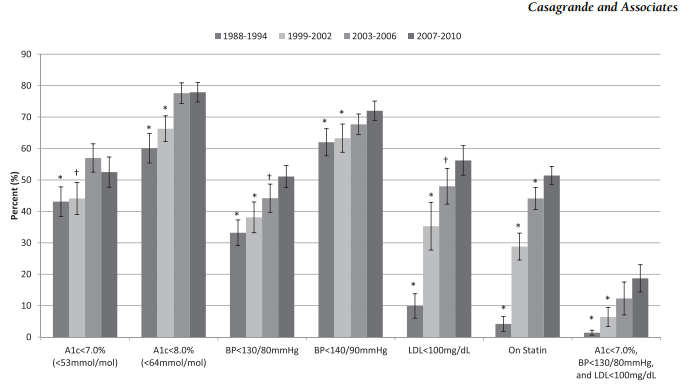 Casagrande and Associates
1988-1994 1999-2002 2003-2006 2007-2010
90
80
70
60
50
40
30
20
10
0
Percent (%)
* † * * * * † * * * † * * * * *
A1c<7.0% A1c<8.0% BP<130/80mmHg BP<140/90mmHg LDL<100mg/dL On Statin A1c<7.0%,
(<53mmol/mol) (<64mmol/mol) BP<130/80mmHg,
and LDL<100mg/dL